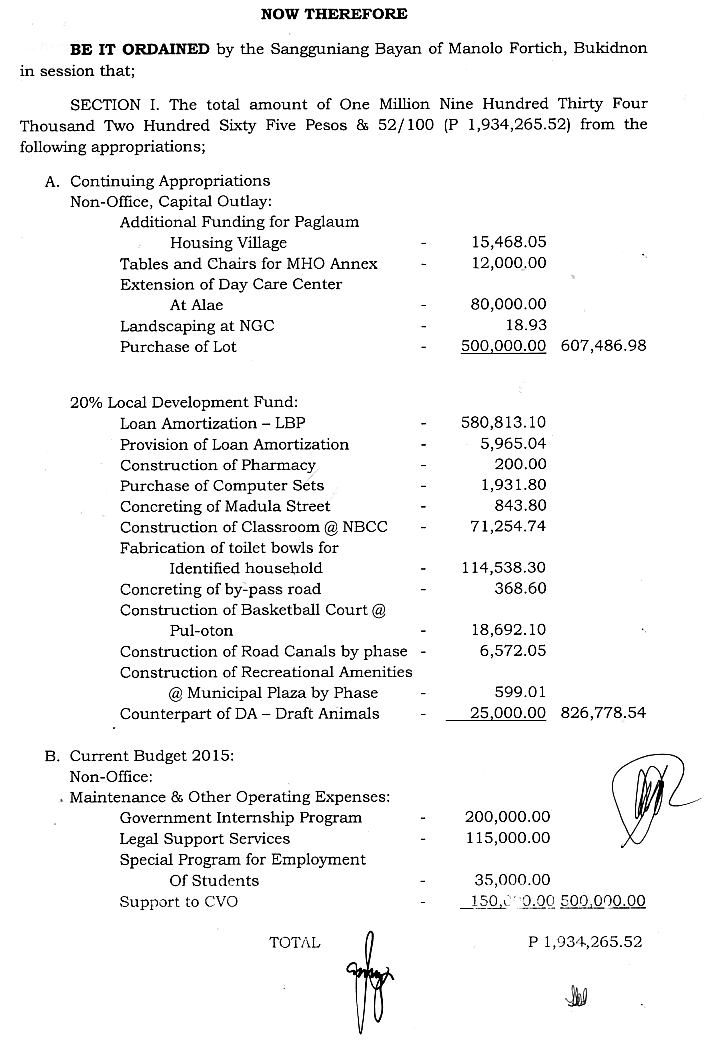 NOW THEREFORE
BE IT ORDAINED by the Sangguniang Bayan of Manolo Fortich, Bukidnon
in session that;
SECTION I. The total amount of One Million Nine Hundred Thirty Four
Thousand Two Hundred Sixty Five Pesos & 52/100 (P 1,934,265.52) from the
following appropriations;
A. Continuing Appropriations
Non-Office, Capital Outlay:
Additional Funding for Paglaum
Housing Village - 15,468.05
Tables and Chairs for MHO Annex - 12,000.00
Extension of Day Care Center
At Alae - 80,000.00
Landscaping at NGC - 18.93
Purchase of Lot - 500,000.00 607,486.98
20% Local Development Fund:
Loan Amortization – LBP - 580,813.10
Provision of Loan Amortization - 5,965.04
Construction of Pharmacy - 200.00
Purchase of Computer Sets - 1,931.80
Concreting of Madula Street - 843.80
Construction of Classroom @ NBCC - 71,254.74
Fabrication of toilet bowls for
Identified household - 114,538.30
Concreting of by-pass road - 368.60
Construction of Basketball Court @
Pul-oton - 18,692.10
Construction of Road Canals by phase - 6,572.05
Construction of Recreational Amenities
@ Municipal Plaza by Phase - 599.01
Counterpart of DA – Draft Animals - 25,000.00 826,778.54
B. Current Budget 2015:
Non-Office:
Maintenance & Other Operating Expenses:
Government Internship Program - 200,000.00
Legal Support Services - 115,000.00
Special Program for Employment
Of Students - 35,000.00
Support to CVO - 500,000.00
TOTAL P 1,934,265.52